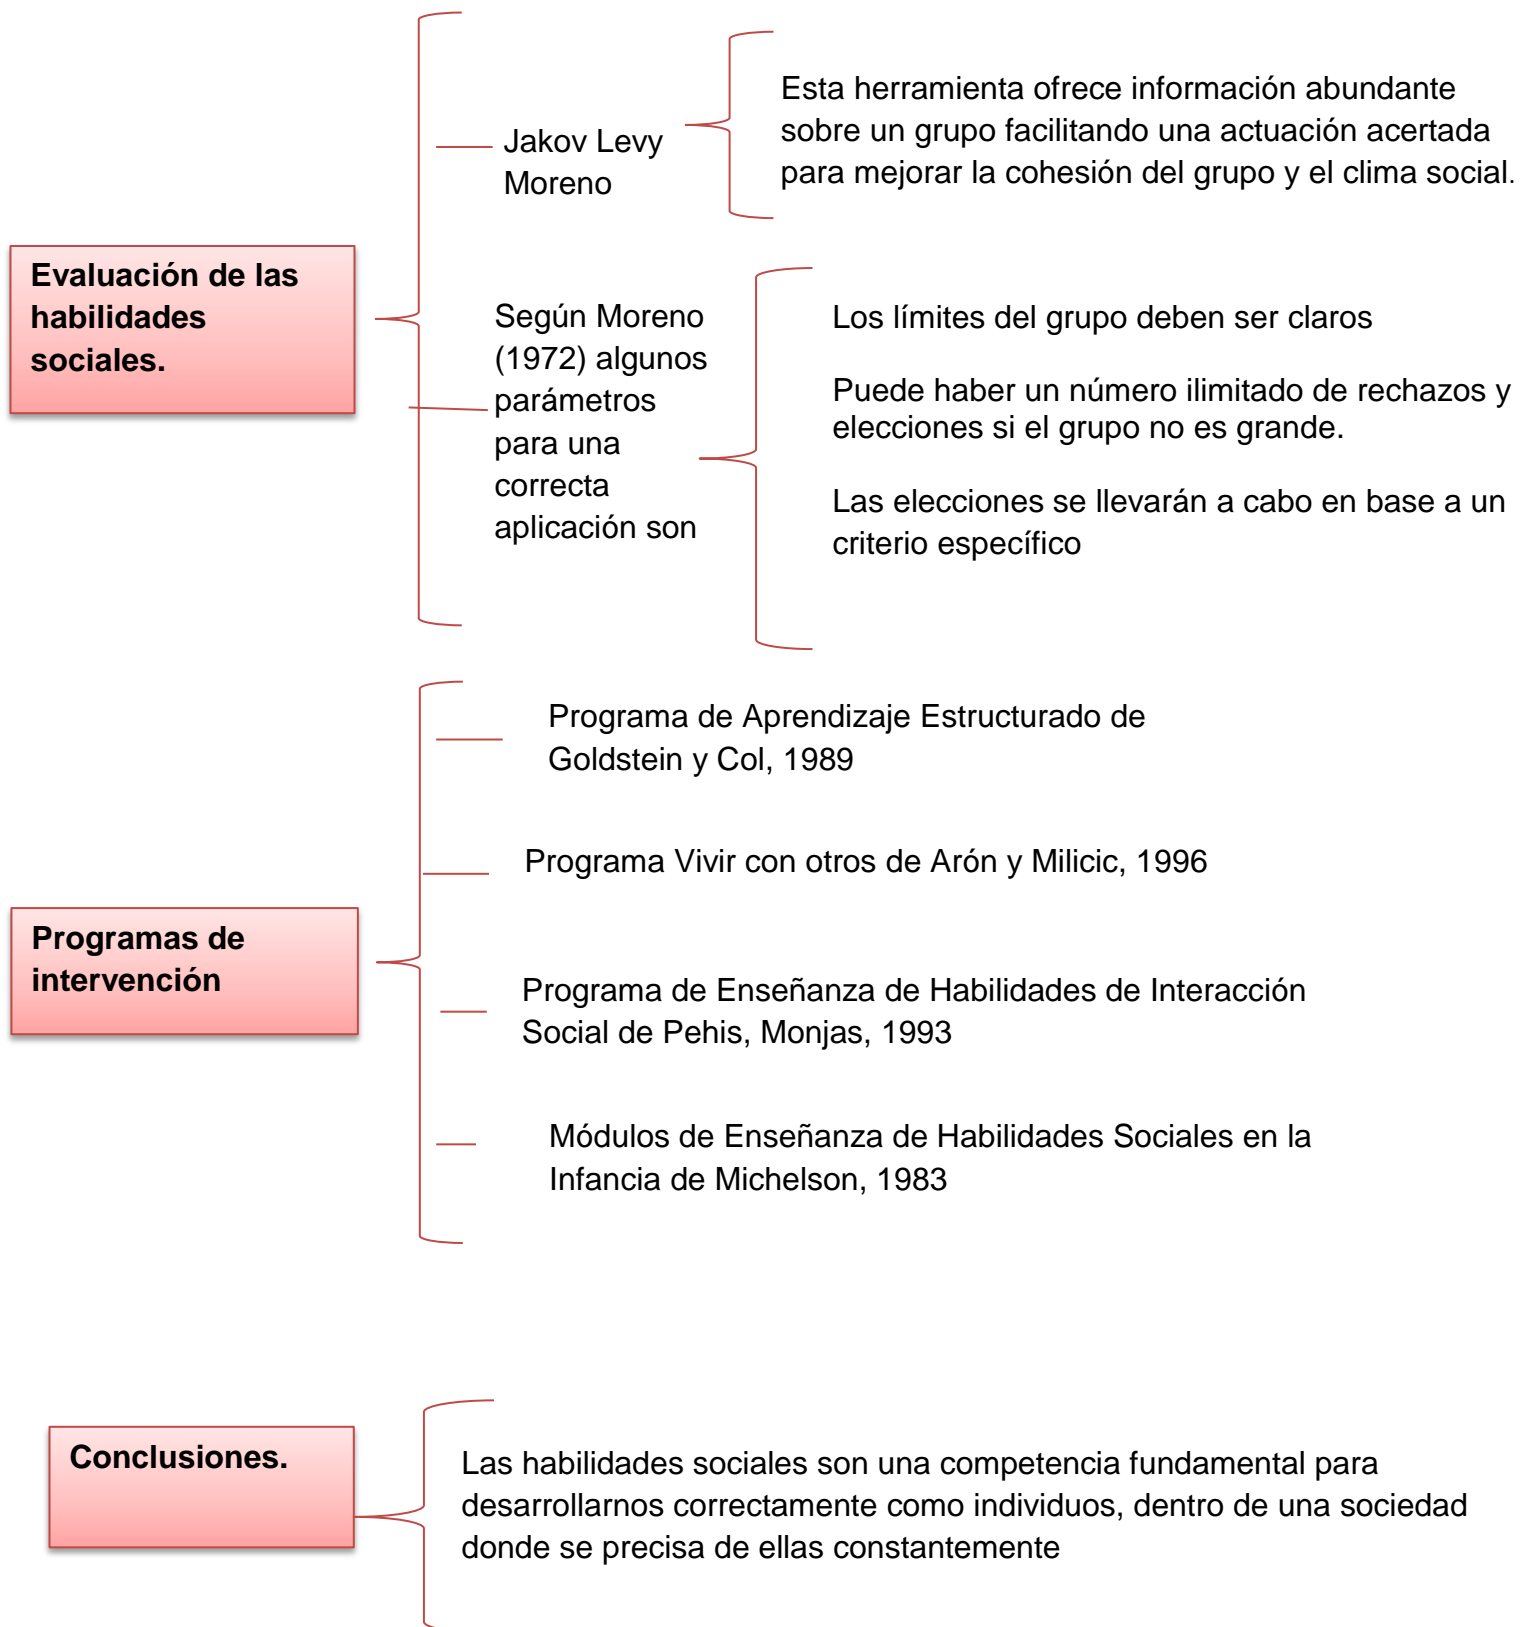 Evaluación de las
habilidades
sociales.
Jakov Levy
Moreno
Esta herramienta ofrece información abundante
sobre un grupo facilitando una actuación acertada
para mejorar la cohesión del grupo y el clima social.
Según Moreno
(1972) algunos
parámetros
para una
correcta
aplicación son
Los límites del grupo deben ser claros
Puede haber un número ilimitado de rechazos y
elecciones si el grupo no es grande.
Las elecciones se llevarán a cabo en base a un
criterio específico
Programas de
intervención
Programa de Aprendizaje Estructurado de
Goldstein y Col, 1989
Programa Vivir con otros de Arón y Milicic, 1996
Programa de Enseñanza de Habilidades de Interacción
Social de Pehis, Monjas, 1993
Módulos de Enseñanza de Habilidades Sociales en la
Infancia de Michelson, 1983
Conclusiones.
Las habilidades sociales son una competencia fundamental para
desarrollarnos correctamente como individuos, dentro de una sociedad
donde se precisa de ellas constantemente